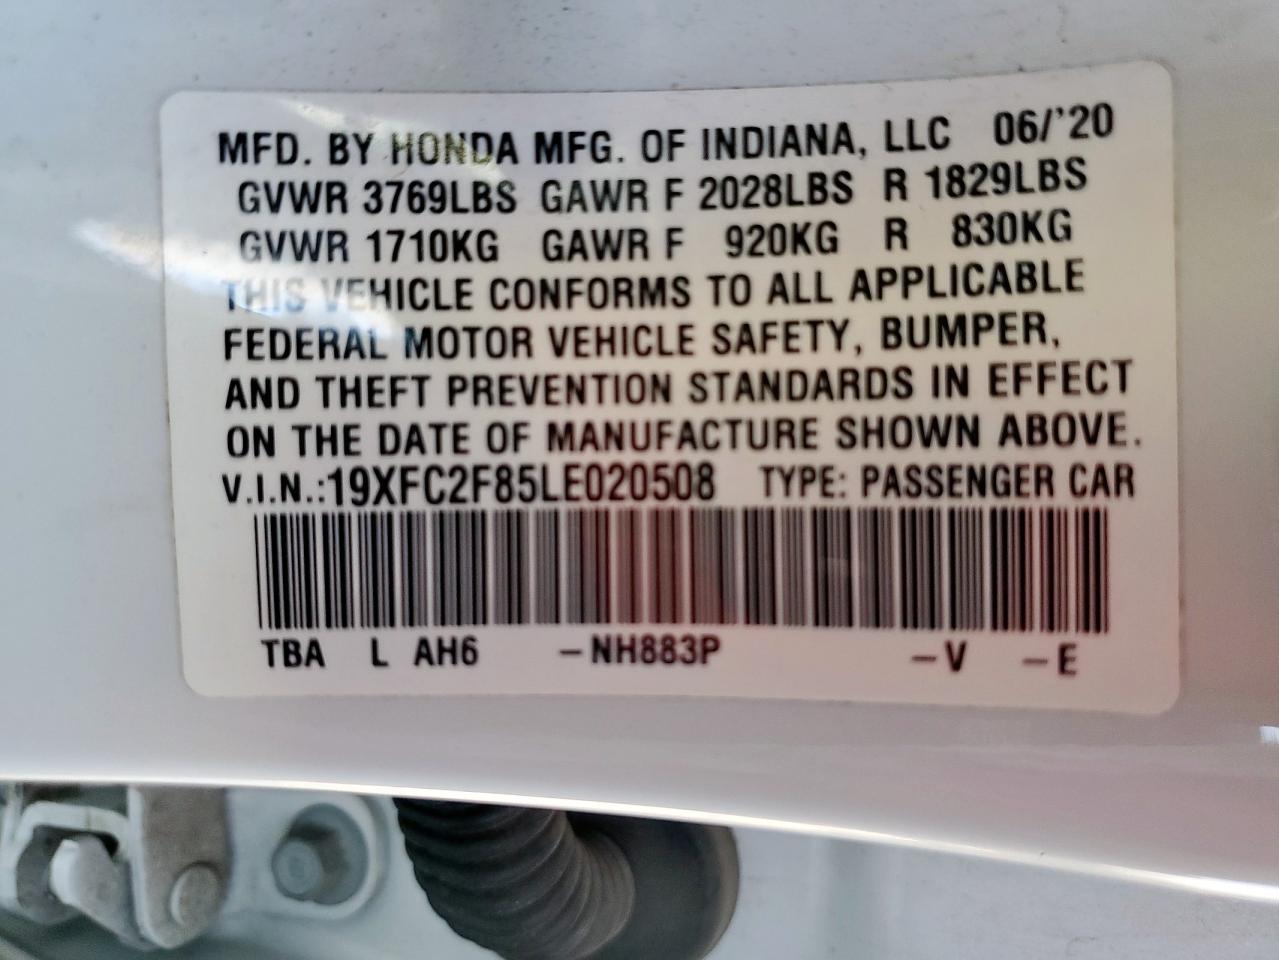 MFD. BY HONDA MFG. OF INDIANA, LLC 06/'20
GVWR 3769LBS GAWR F 2028LBS R 1829LBS
GVWR 1710KG GAWR F 920KG R 830KG
THIS VEHICLE CONFORMS TO ALL APPLICABLE
FEDERAL MOTOR VEHICLE SAFETY, BUMPER,
AND THEFT PREVENTION STANDARDS IN EFFECT
ON THE DATE OF MANUFACTURE SHOWN ABOVE.
V.I.N.:19XFC2F85LE020508 TYPE: PASSENGER CAR
TBA L AH6 –NH883P –V –E